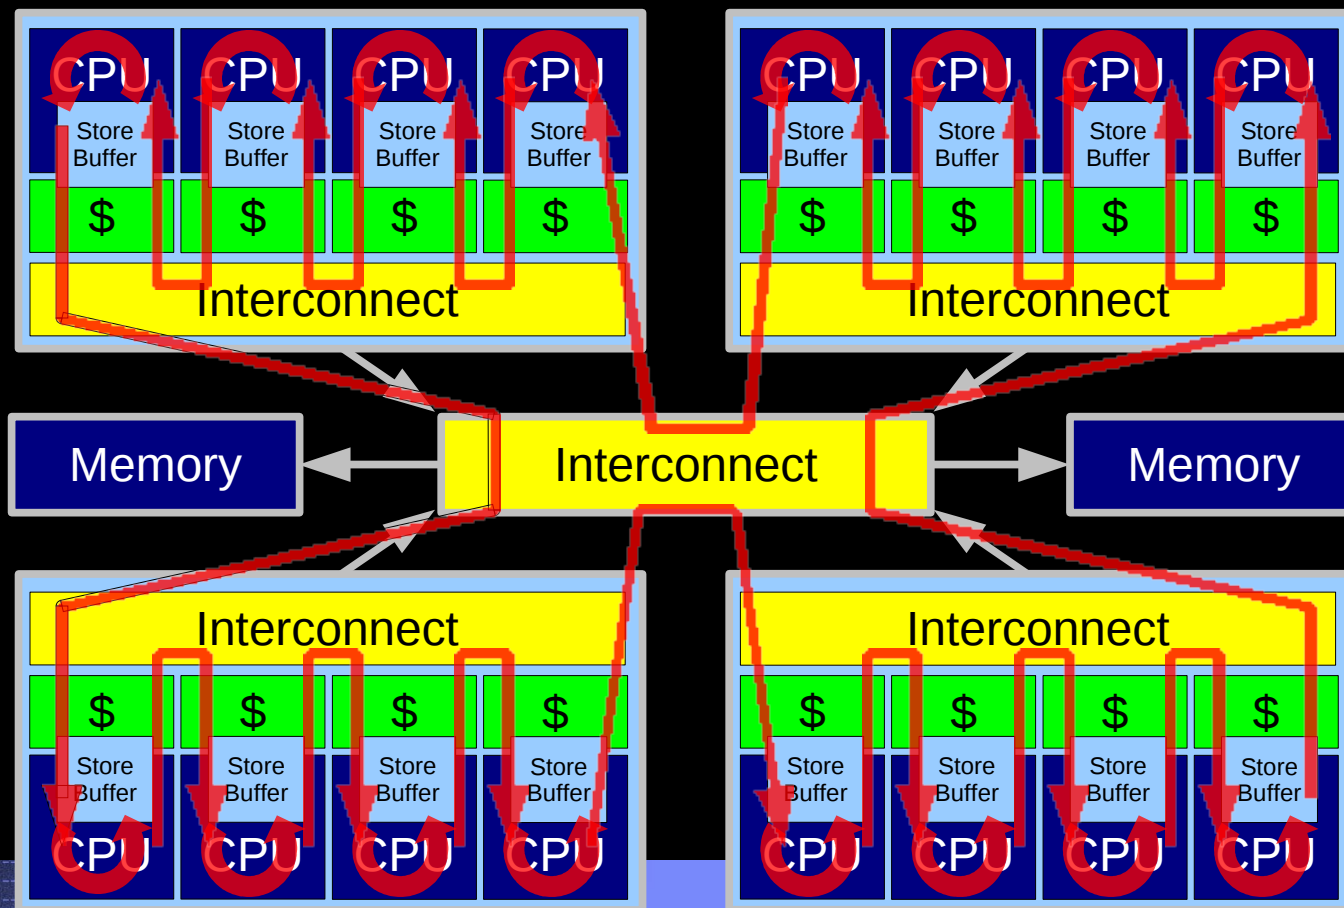 CPU CPU CPU CPU CPU CPU CPU CPU
Store Store Store Store Store Store Store Store
Buffer Buffer Buffer Buffer Buffer Buffer Buffer Buffer
$ $ $ $ $ $ $ $
Interconnect Interconnect
Memory Interconnect Memory
Interconnect Interconnect
$ $ $ $ $ $ $ $
Store Store Store Store Store Store Store Store
Buffer Buffer Buffer Buffer Buffer Buffer Buffer Buffer
CPU CPU CPU CPU CPU CPU CPU CPU